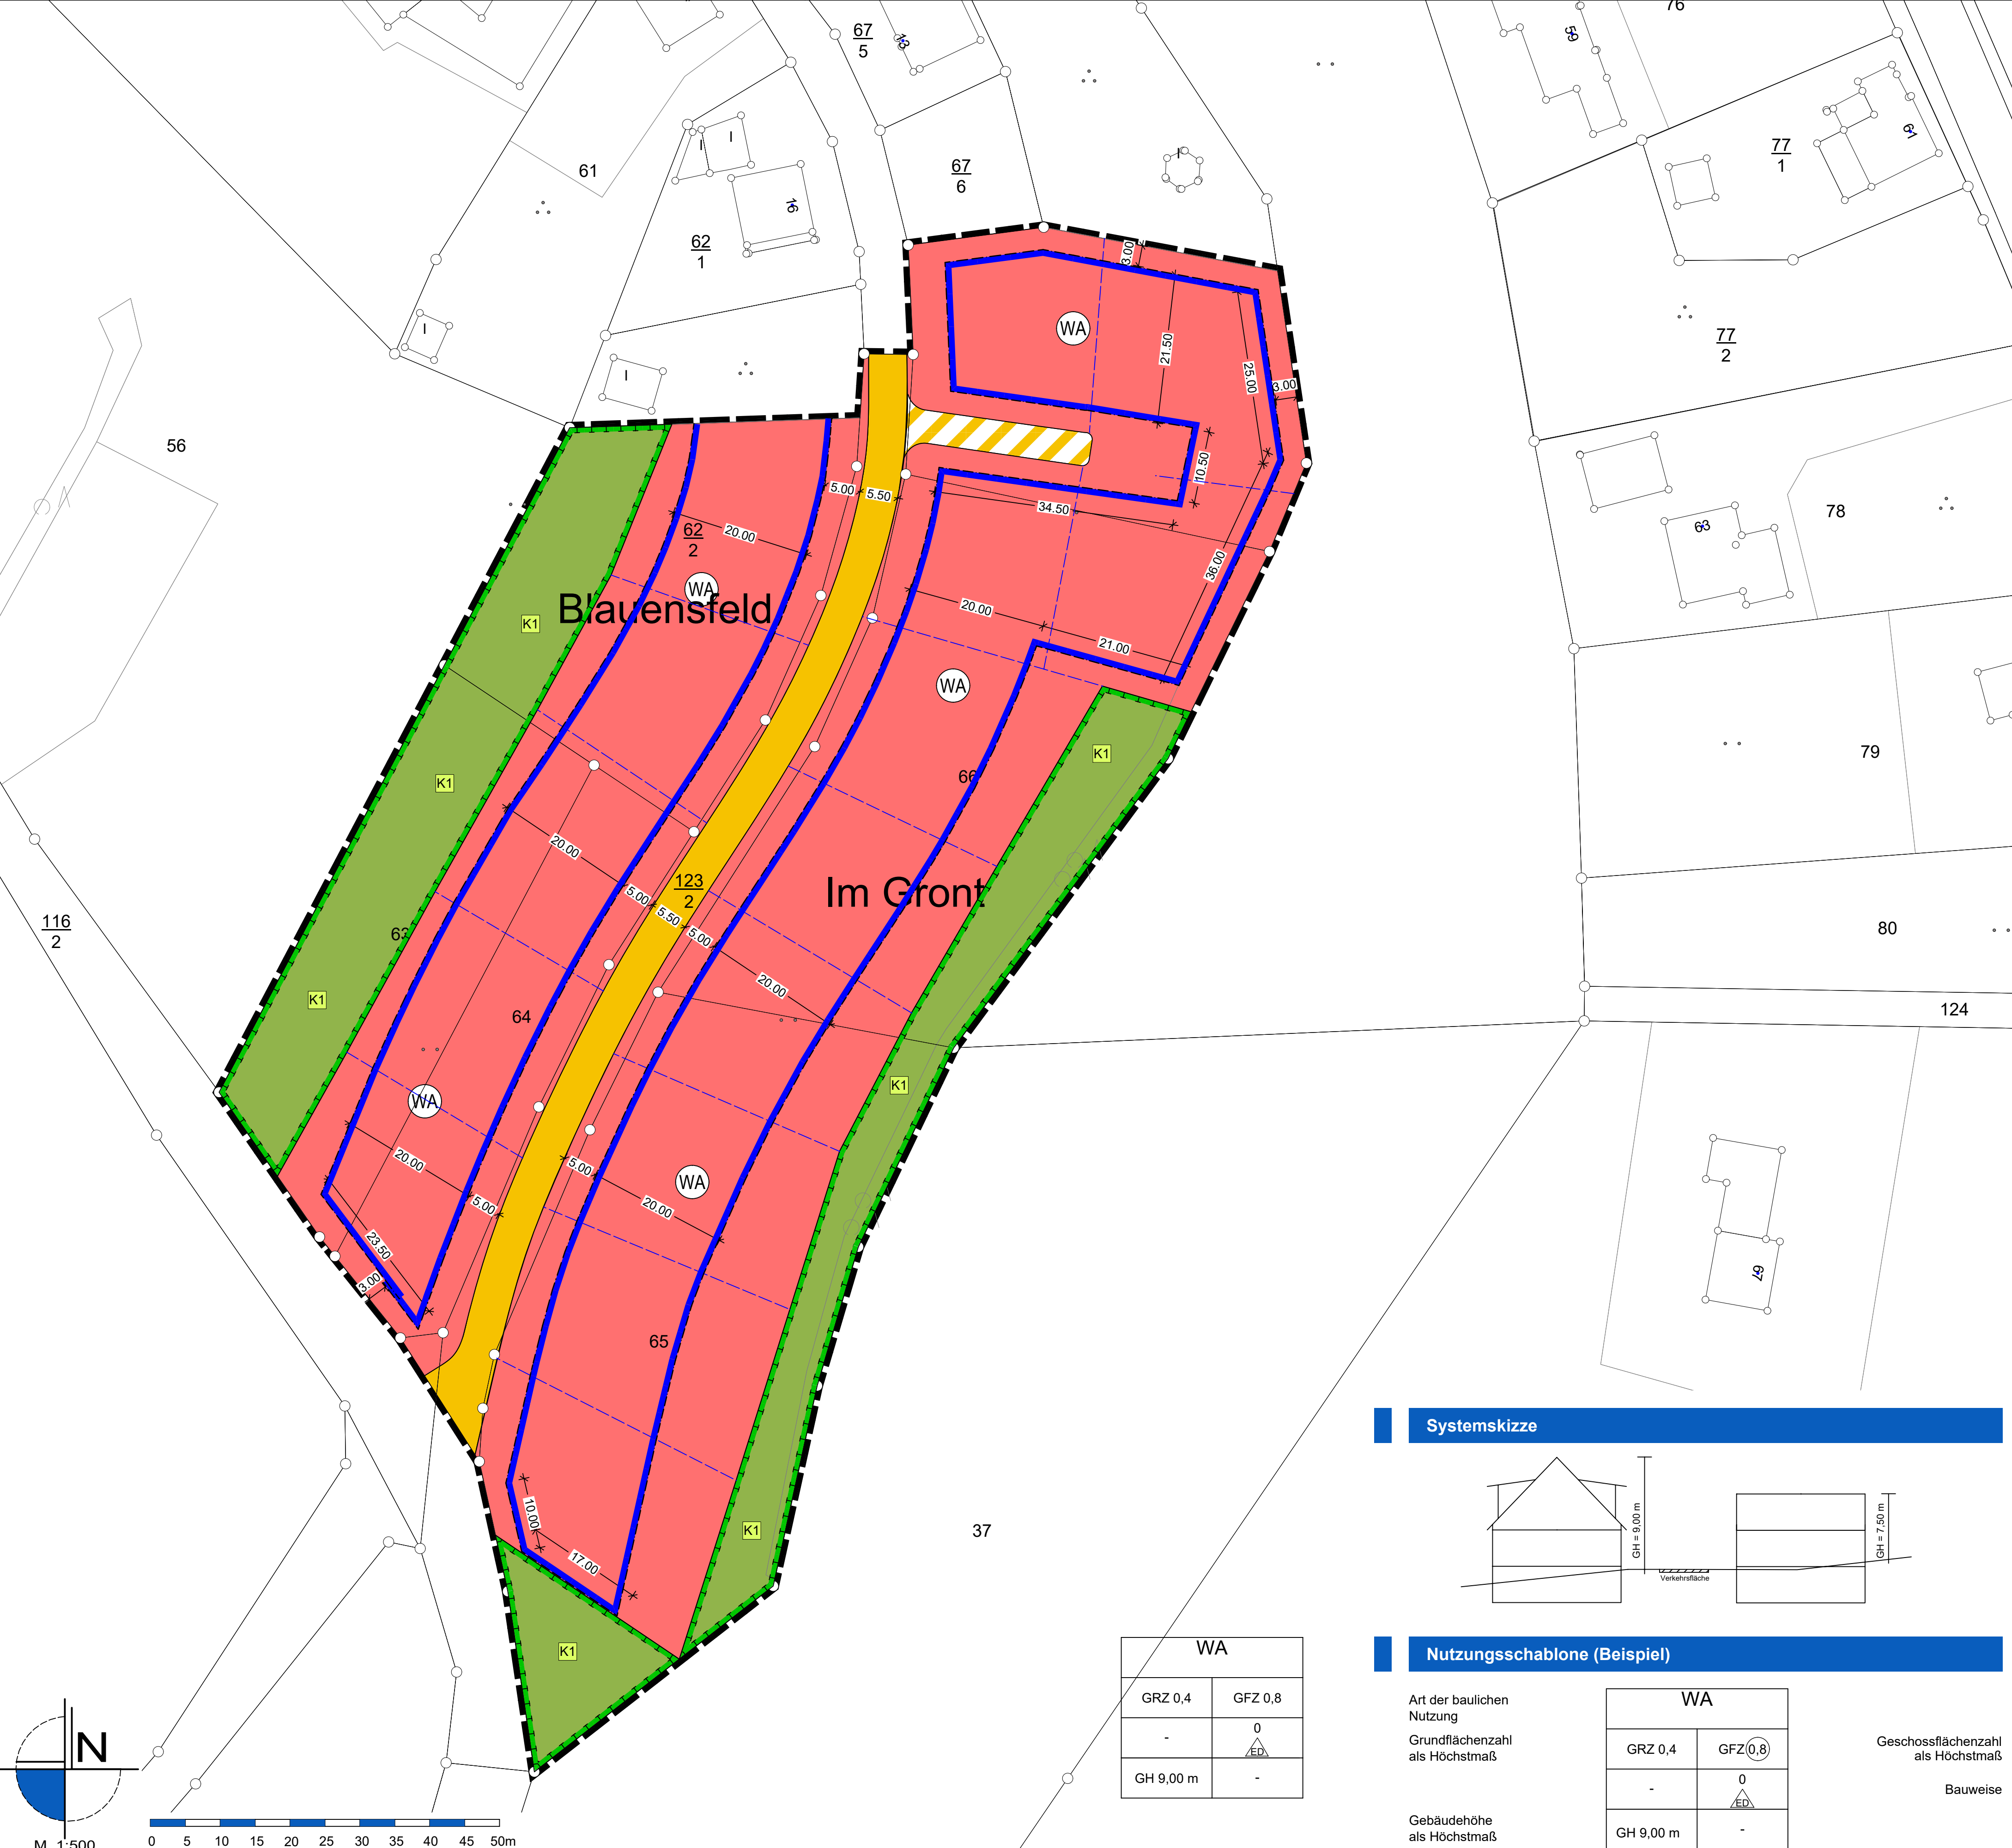 76
67
5
13
59
61
67
6
77
1
61
16
62
1
77
2
3.00
WA
21.50
25.00
3.00
56
10.50
5.00
5.50
34.50
78
63
62
2
20.00
WA
Blauensfeld
36.00
20.00
21.00
K1
WA
K1
66
K1
79
20.00
123
2
5.00
5.50
5.00
Im Gront
116
2
63
80
20.00
K1
64
124
K1
WA
20.00
5.00
5.00
20.00
WA
23.50
3.00
67
65
10.00
17.00
K1
37
K1
Systemskizze
GH = 9,00 m
GH = 7,50 m
Verkehrsfläche
Nutzungsschablone (Beispiel)
WA
GRZ 0,4 GFZ 0,8
- 0
ED
GH 9,00 m -
Art der baulichen
Nutzung
WA
Grundflächenzahl
als Höchstmaß
GRZ 0,4 GFZ 0,8
Geschossflächenzahl
als Höchstmaß
- 0
ED
Bauweise
Gebäudehöhe
als Höchstmaß
GH 9,00 m -
N
M 1:500
0 5 10 15 20 25 30 35 40 45 50m